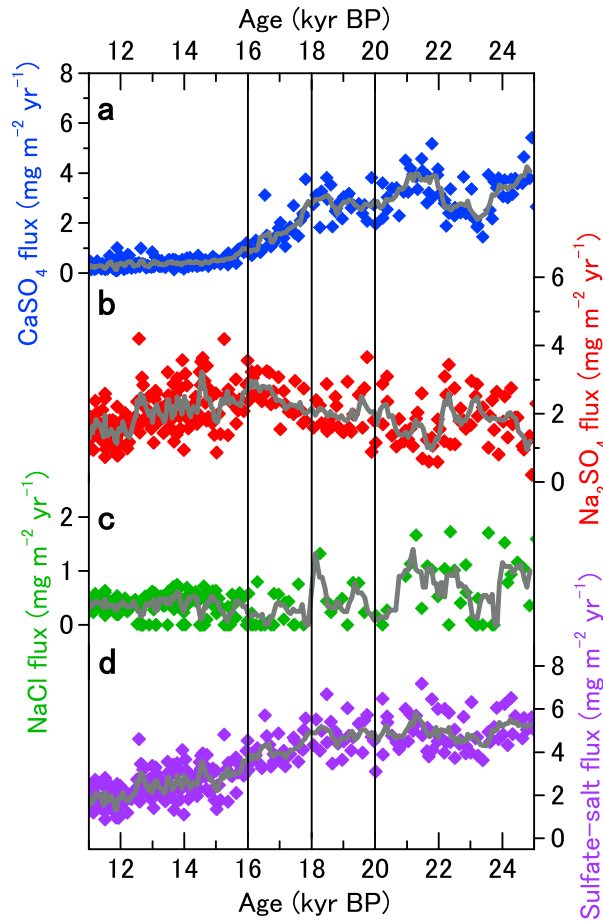 Age (kyr BP)
12 14 16 18 20 22 24
a
8
6
4
2
0
CaSO₄ flux (mg m⁻² yr⁻¹)
b
6
4
2
0
Na₂SO₄ flux (mg m⁻² yr⁻¹)
c
2
1
0
NaCl flux (mg m⁻² yr⁻¹)
d
8
6
4
2
0
Sulfate-salt flux (mg m⁻² yr⁻¹)
12 14 16 18 20 22 24
Age (kyr BP)